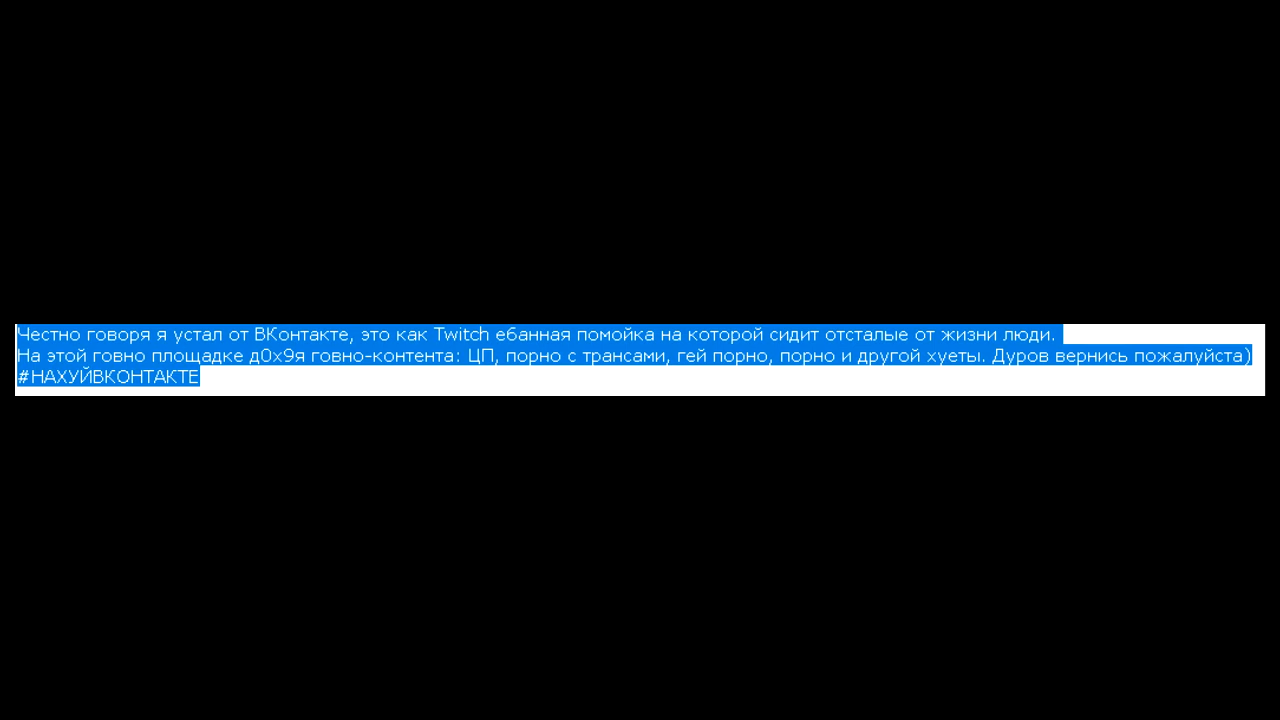 Честно говоря я устал от ВКонтакте, это как Twitch ебанная помойка на которой сидит отсталые от жизни люди.
На этой говно площадке д0х9я говно-контента: ЦП, порно с трансами, гей порно, порно и другой хуеты. Дуров вернись пожалуйста)
#НАХУЙВКОНТАКТЕ